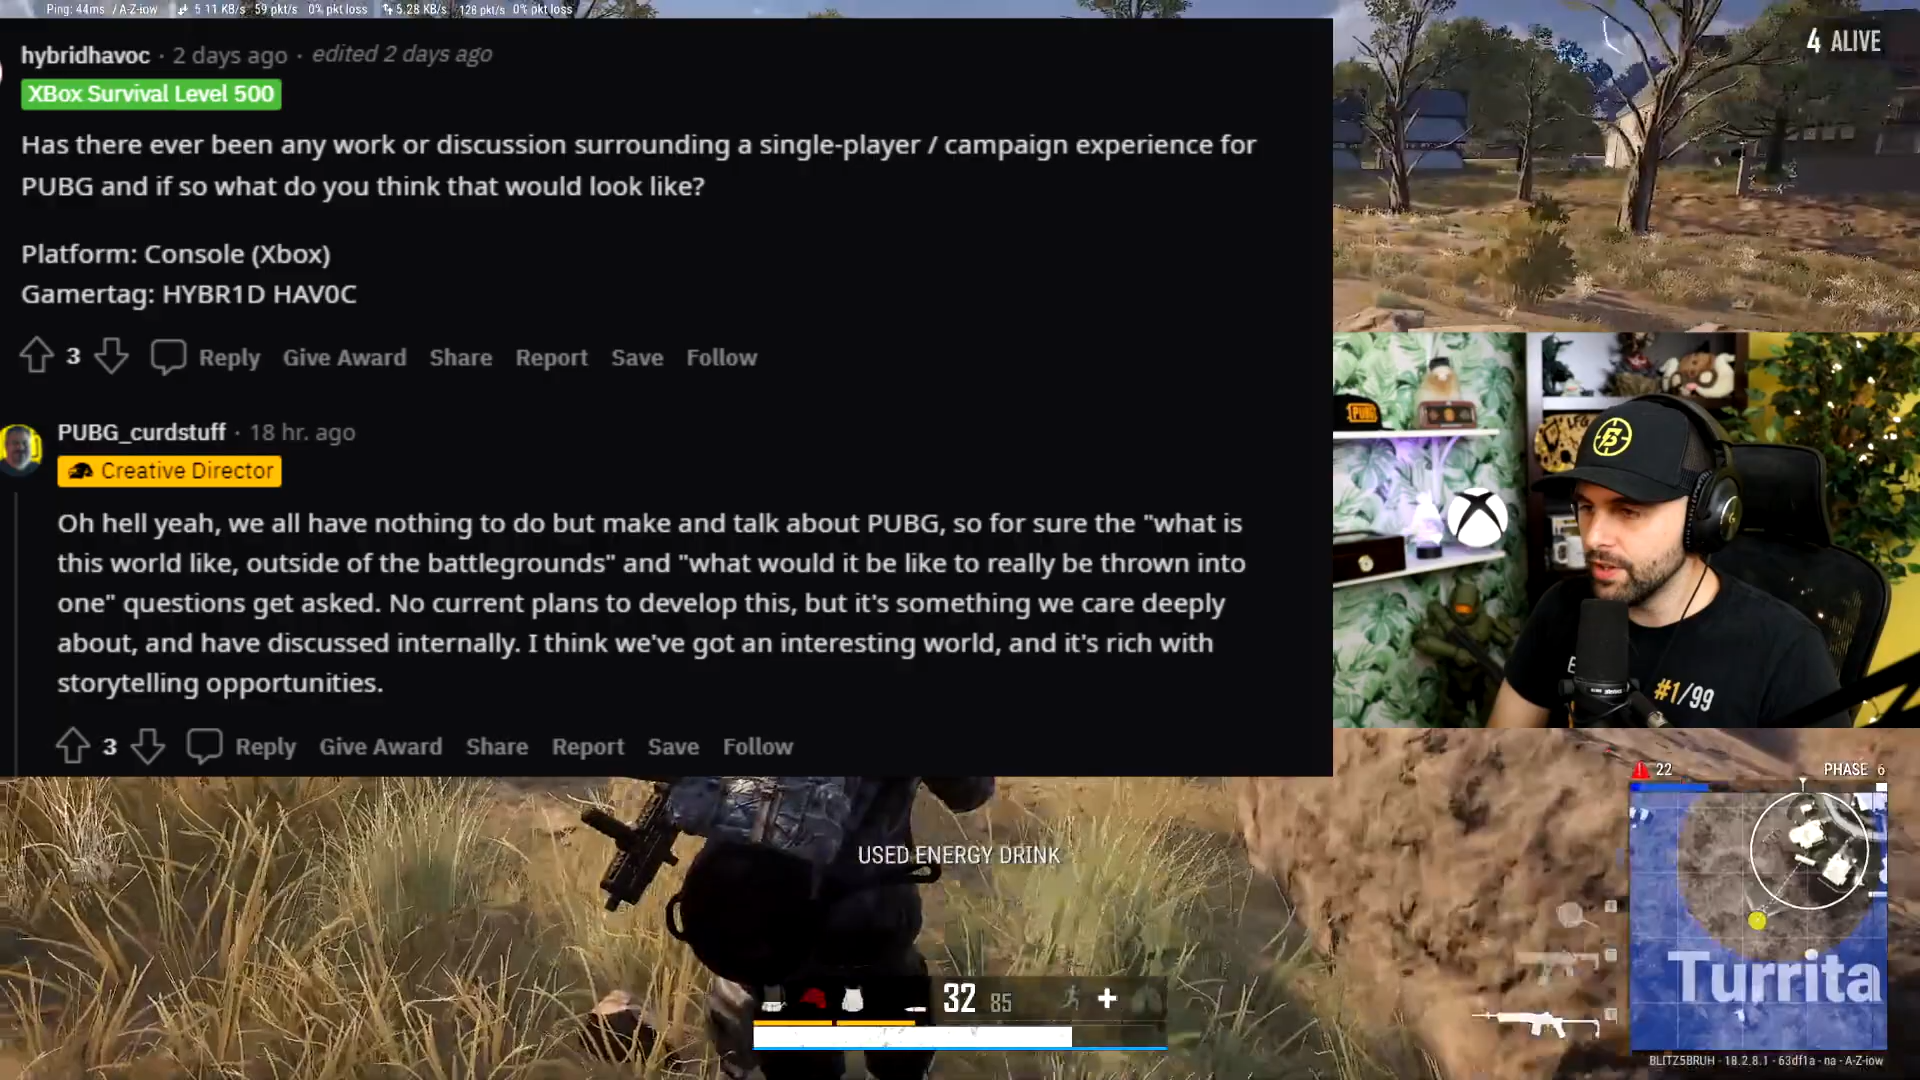 Ping: 44ms / A-Z-iow 5.11 KB/s 59 pkt/s 0% pkt loss 5.28 KB/s 126 pkt/s 0% pkt loss
4 ALIVE
hybridhavoc · 2 days ago · edited 2 days ago
XBox Survival Level 500
Has there ever been any work or discussion surrounding a single-player / campaign experience for
PUBG and if so what do you think that would look like?
Platform: Console (Xbox)
Gamertag: HYBR1D HAV0C
3 Reply Give Award Share Report Save Follow
PUBG_curdstuff · 18 hr. ago
Creative Director
Oh hell yeah, we all have nothing to do but make and talk about PUBG, so for sure the "what is
this world like, outside of the battlegrounds" and "what would it be like to really be thrown into
one" questions get asked. No current plans to develop this, but it's something we care deeply
about, and have discussed internally. I think we've got an interesting world, and it's rich with
storytelling opportunities.
3 Reply Give Award Share Report Save Follow
PUBG
LFG
#1/99
22 PHASE 6
USED ENERGY DRINK
32 85
Turrita
BLITZ5BRUH - 18.2.8.1 - 63df1a - na - A-Z-iow